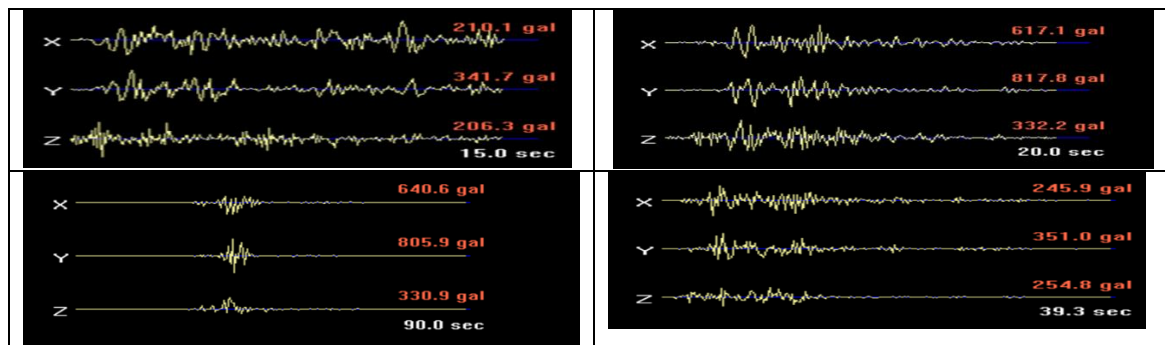 210.1 gal
X
341.7 gal
Y
206.3 gal
Z
15.0 sec
617.1 gal
X
817.8 gal
Y
332.2 gal
Z
20.0 sec
640.6 gal
X
805.9 gal
Y
330.9 gal
Z
90.0 sec
245.9 gal
X
351.0 gal
Y
254.8 gal
Z
39.3 sec